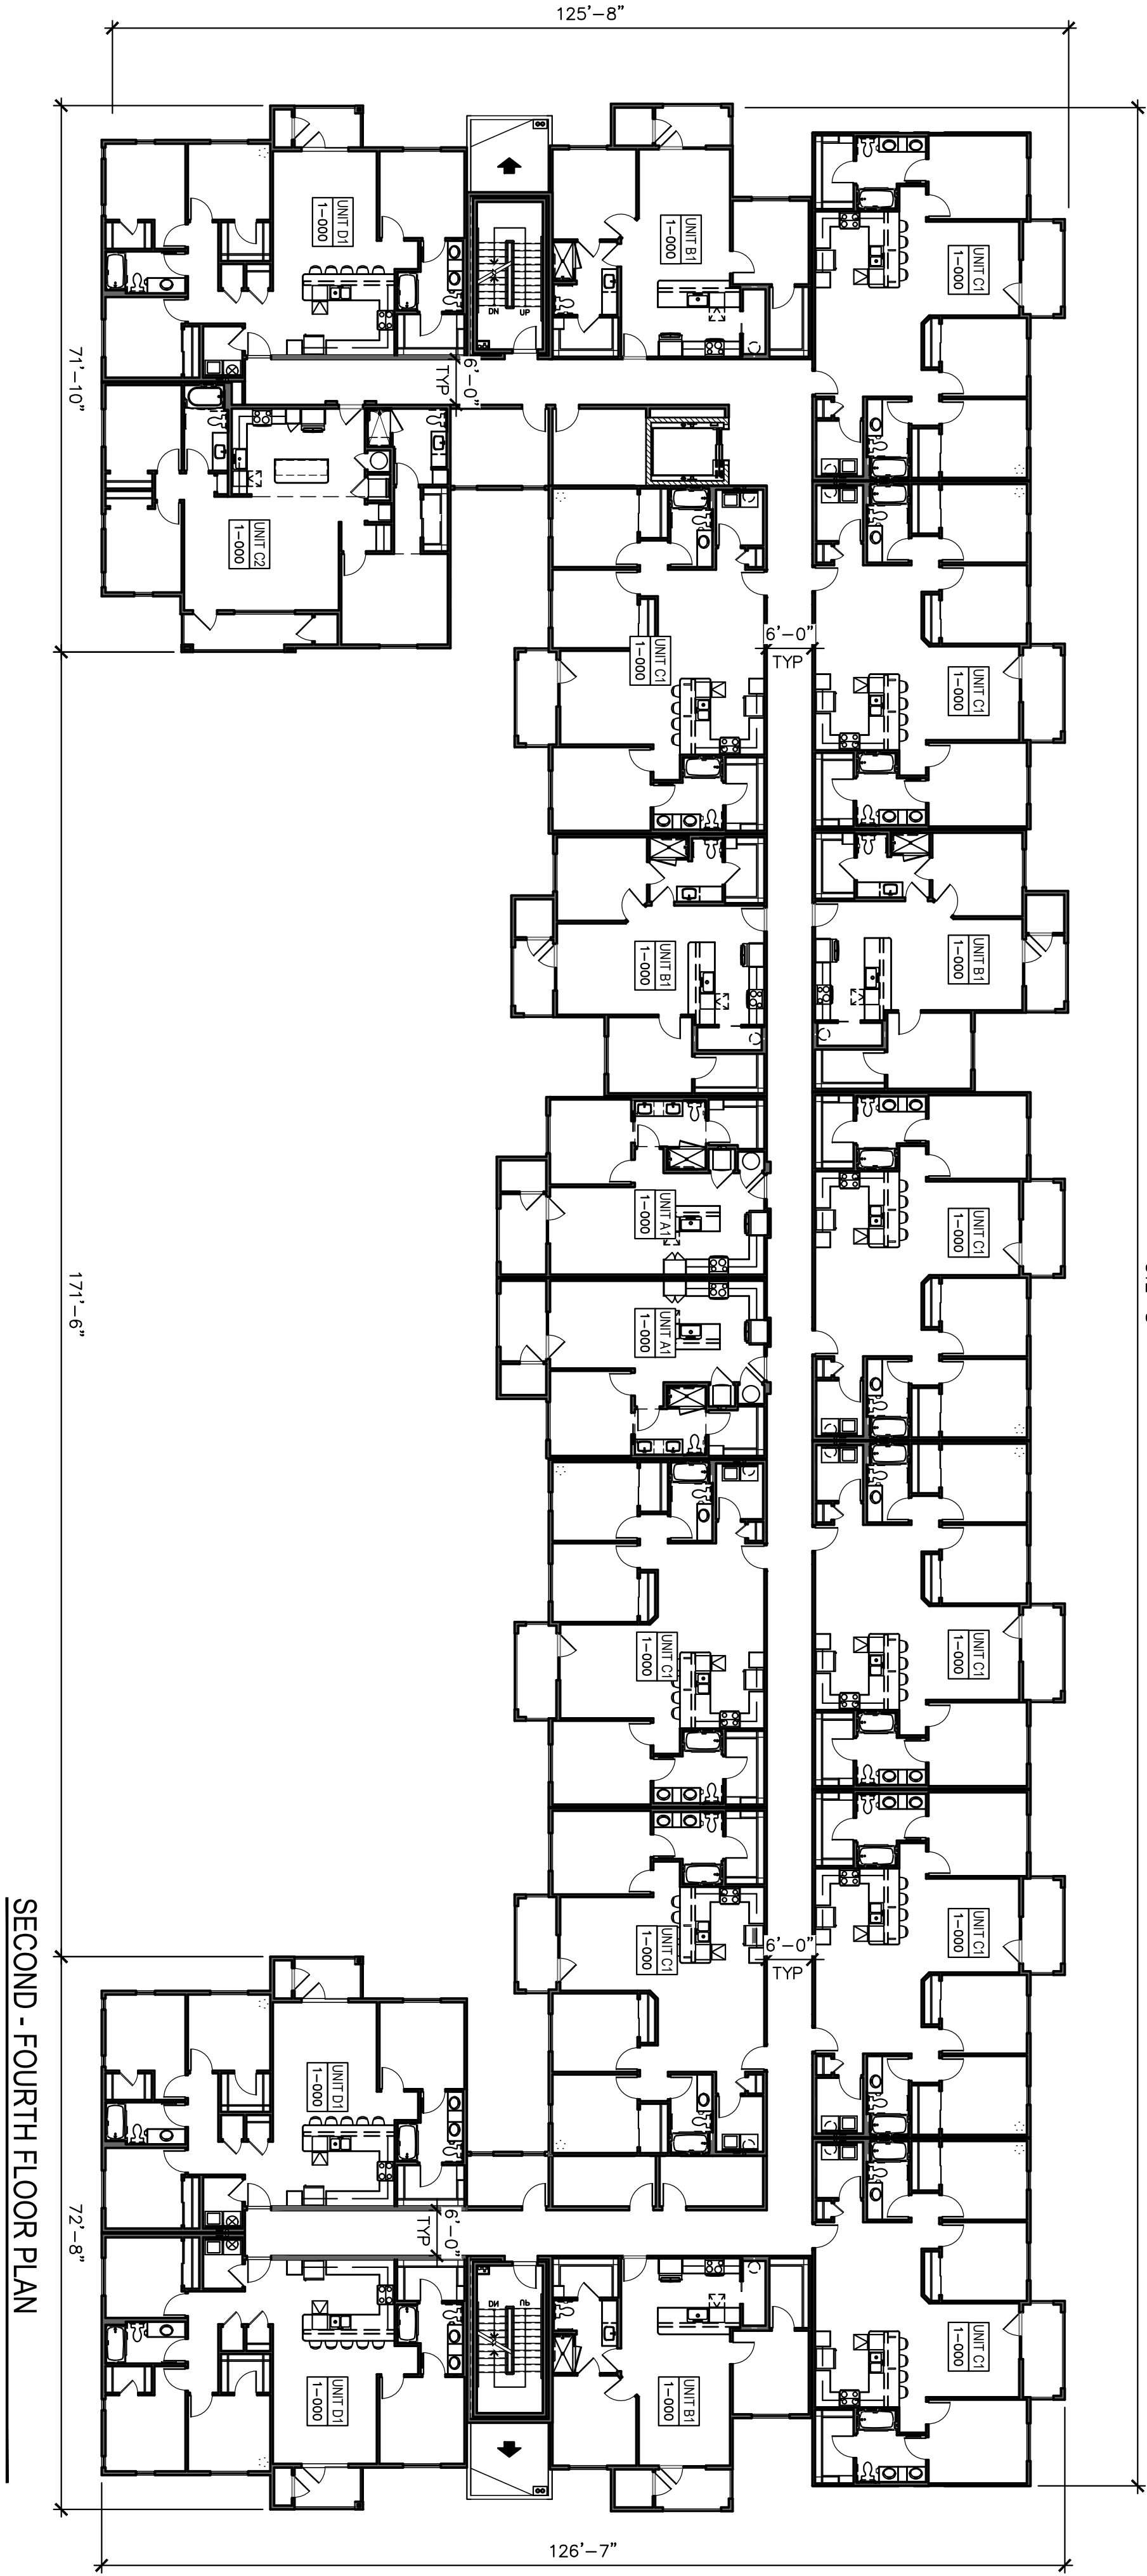 125'-8"
UNIT D1
1-000
UNIT B1
1-000
UNIT C1
1-000
DN
UP
71'-10"
6'-0"
TYP
UNIT C2
1-000
6'-0"
TYP
UNIT C1
1-000
UNIT C1
1-000
UNIT B1
1-000
UNIT B1
1-000
UNIT A1
1-000
UNIT C1
1-000
171'-6"
UNIT A1
1-000
UNIT C1
1-000
UNIT C1
1-000
UNIT C1
1-000
UNIT C1
1-000
6'-0"
TYP
UNIT D1
1-000
72'-8"
6'-0"
TYP
DN
UP
UNIT D1
1-000
UNIT B1
1-000
UNIT C1
1-000
SECOND - FOURTH FLOOR PLAN
126'-7"